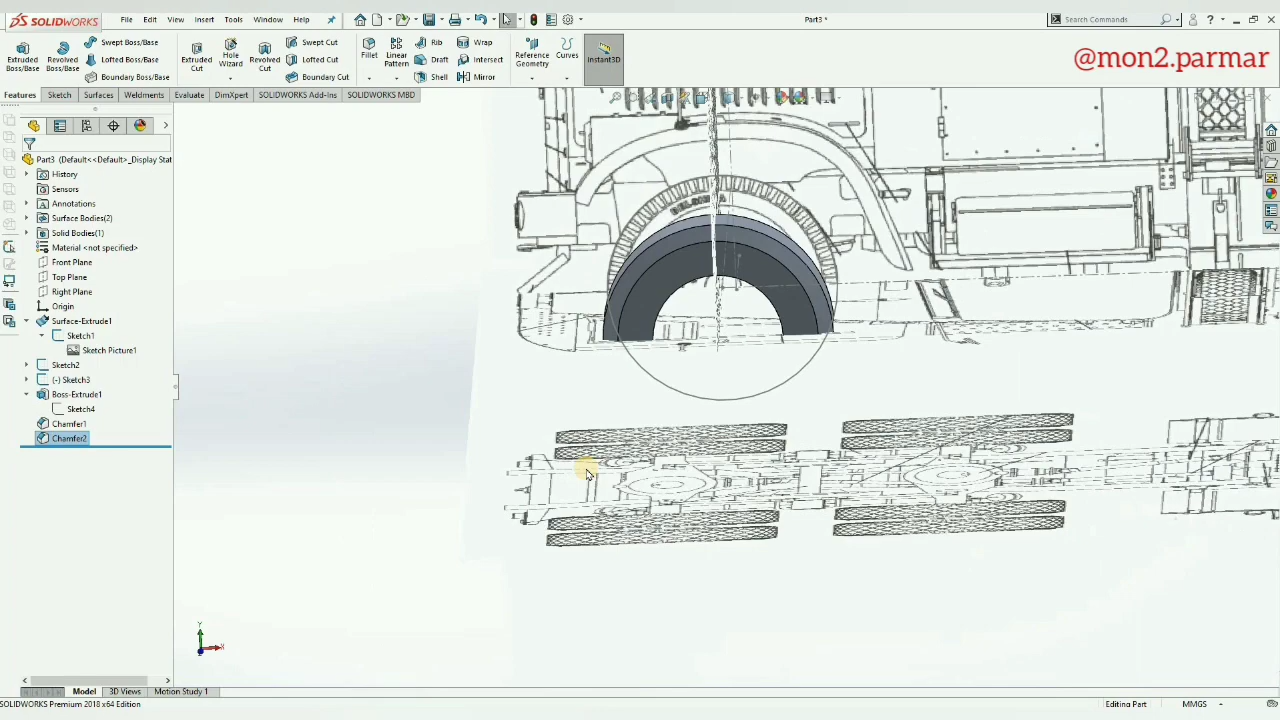 SOLIDWORKS
File
Edit
View
Insert
Tools
Window
Help
Part3 *
Search Commands
Extruded Boss/Base
Revolved Boss/Base
Swept Boss/Base
Lofted Boss/Base
Boundary Boss/Base
Extruded Cut
Hole Wizard
Revolved Cut
Swept Cut
Lofted Cut
Boundary Cut
Fillet
Linear Pattern
Rib
Draft
Shell
Wrap
Intersect
Mirror
Reference Geometry
Curves
Instant3D
@mon2.parmar
Features
Sketch
Surfaces
Weldments
Evaluate
DimXpert
SOLIDWORKS Add-Ins
SOLIDWORKS MBD
Part3 (Default<<Default>_Display Stat
History
Sensors
Annotations
Surface Bodies(2)
Solid Bodies(1)
Material <not specified>
Front Plane
Top Plane
Right Plane
Origin
Surface-Extrude1
Sketch1
Sketch Picture1
Sketch2
(-) Sketch3
Boss-Extrude1
Sketch4
Chamfer1
Chamfer2
Y
X
Model
3D Views
Motion Study 1
SOLIDWORKS Premium 2018 x64 Edition
Editing Part
MMGS